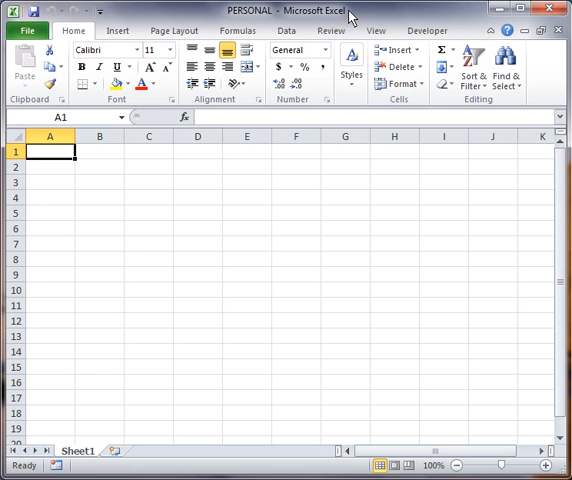 PERSONAL - Microsoft Excel
File Home Insert Page Layout Formulas Data Review View Developer
Calibri 11 General Insert Σ
Paste B I U A A $ % , Styles Delete Sort & Find &
A .00 .0 Format Filter Select
Clipboard Font Alignment Number Cells Editing
A1 fx
A B C D E F G H I J K
1
2
3
4
5
6
7
8
9
10
11
12
13
14
15
16
17
18
19
20
Sheet1
Ready 100%